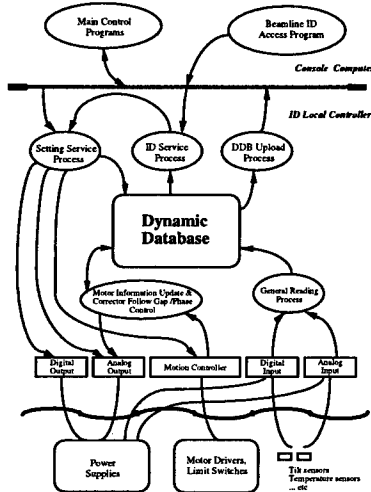 Main Control
Programs
Beamline ID
Access Program
Console Computer
ID Local Controller
Setting Service
Process
ID Service
Process
DDB Upload
Process
Dynamic
Database
Motor Information Update &
Corrector Follow Gap /Phase
Control
General Reading
Process
Digital
Output
Analog
Output
Motion Controller
Digital
Input
Analog
Input
Power
Supplies
Motor Drivers,
Limit Switches
Tilt sensors
Temperature sensors
... etc